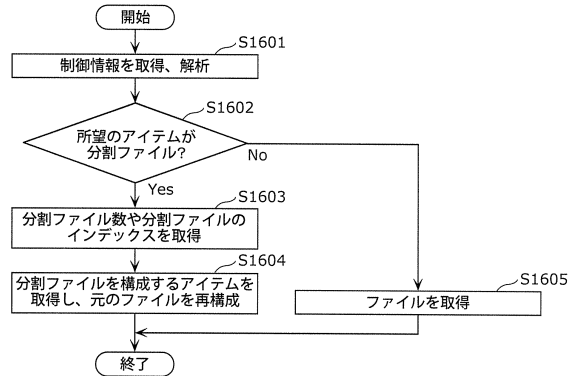 開始
S1601
制御情報を取得、解析
S1602
所望のアイテムが
分割ファイル?
No
Yes
S1603
分割ファイル数や分割ファイルの
インデックスを取得
S1604
分割ファイルを構成するアイテムを
取得し、元のファイルを再構成
S1605
ファイルを取得
終了